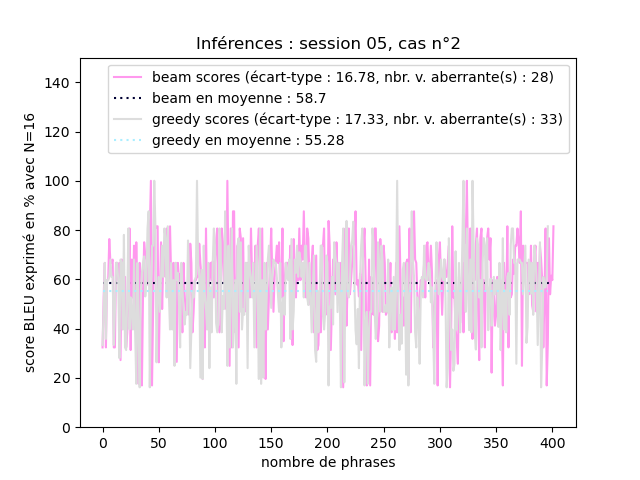 Inférences : session 05, cas n°2
beam scores (écart-type : 16.78, nbr. v. aberrante(s) : 28)
beam en moyenne : 58.7
greedy scores (écart-type : 17.33, nbr. v. aberrante(s) : 33)
greedy en moyenne : 55.28
score BLEU exprimé en % avec N=16
140
120
100
80
60
40
20
0
0 50 100 150 200 250 300 350 400
nombre de phrases